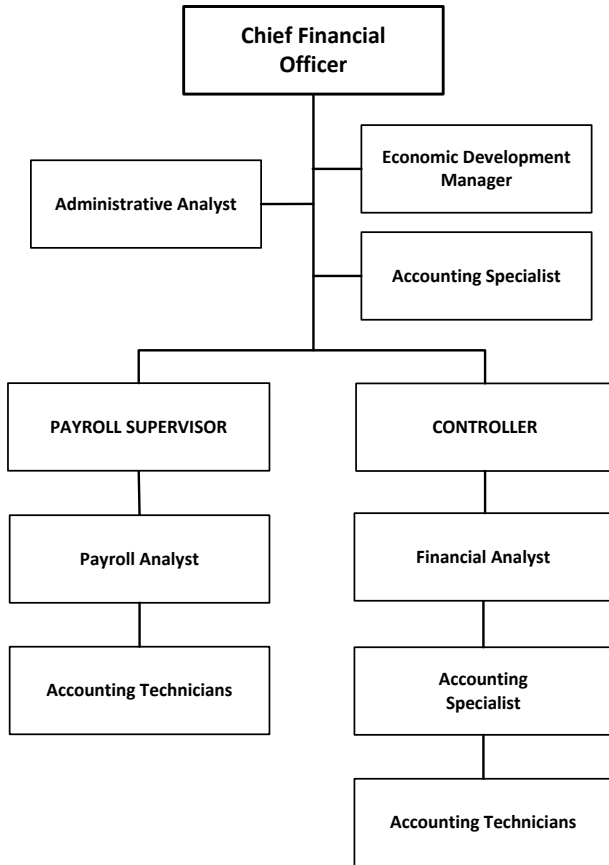 Chief Financial
Officer
Economic Development
Manager
Administrative Analyst
Accounting Specialist
PAYROLL SUPERVISOR
CONTROLLER
Payroll Analyst
Financial Analyst
Accounting Technicians
Accounting
Specialist
Accounting Technicians